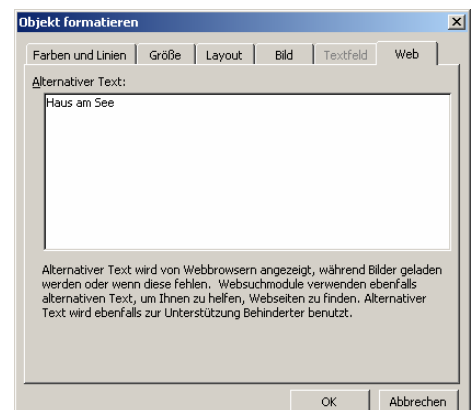 Objekt formatieren
Farben und Linien Größe Layout Bild Textfeld Web
Alternativer Text:
Haus am See
Alternativer Text wird von Webbrowsern angezeigt, während Bilder geladen
werden oder wenn diese fehlen. Websuchmodule verwenden ebenfalls
alternativen Text, um Ihnen zu helfen, Webseiten zu finden. Alternativer
Text wird ebenfalls zur Unterstützung Behinderter benutzt.
OK Abbrechen